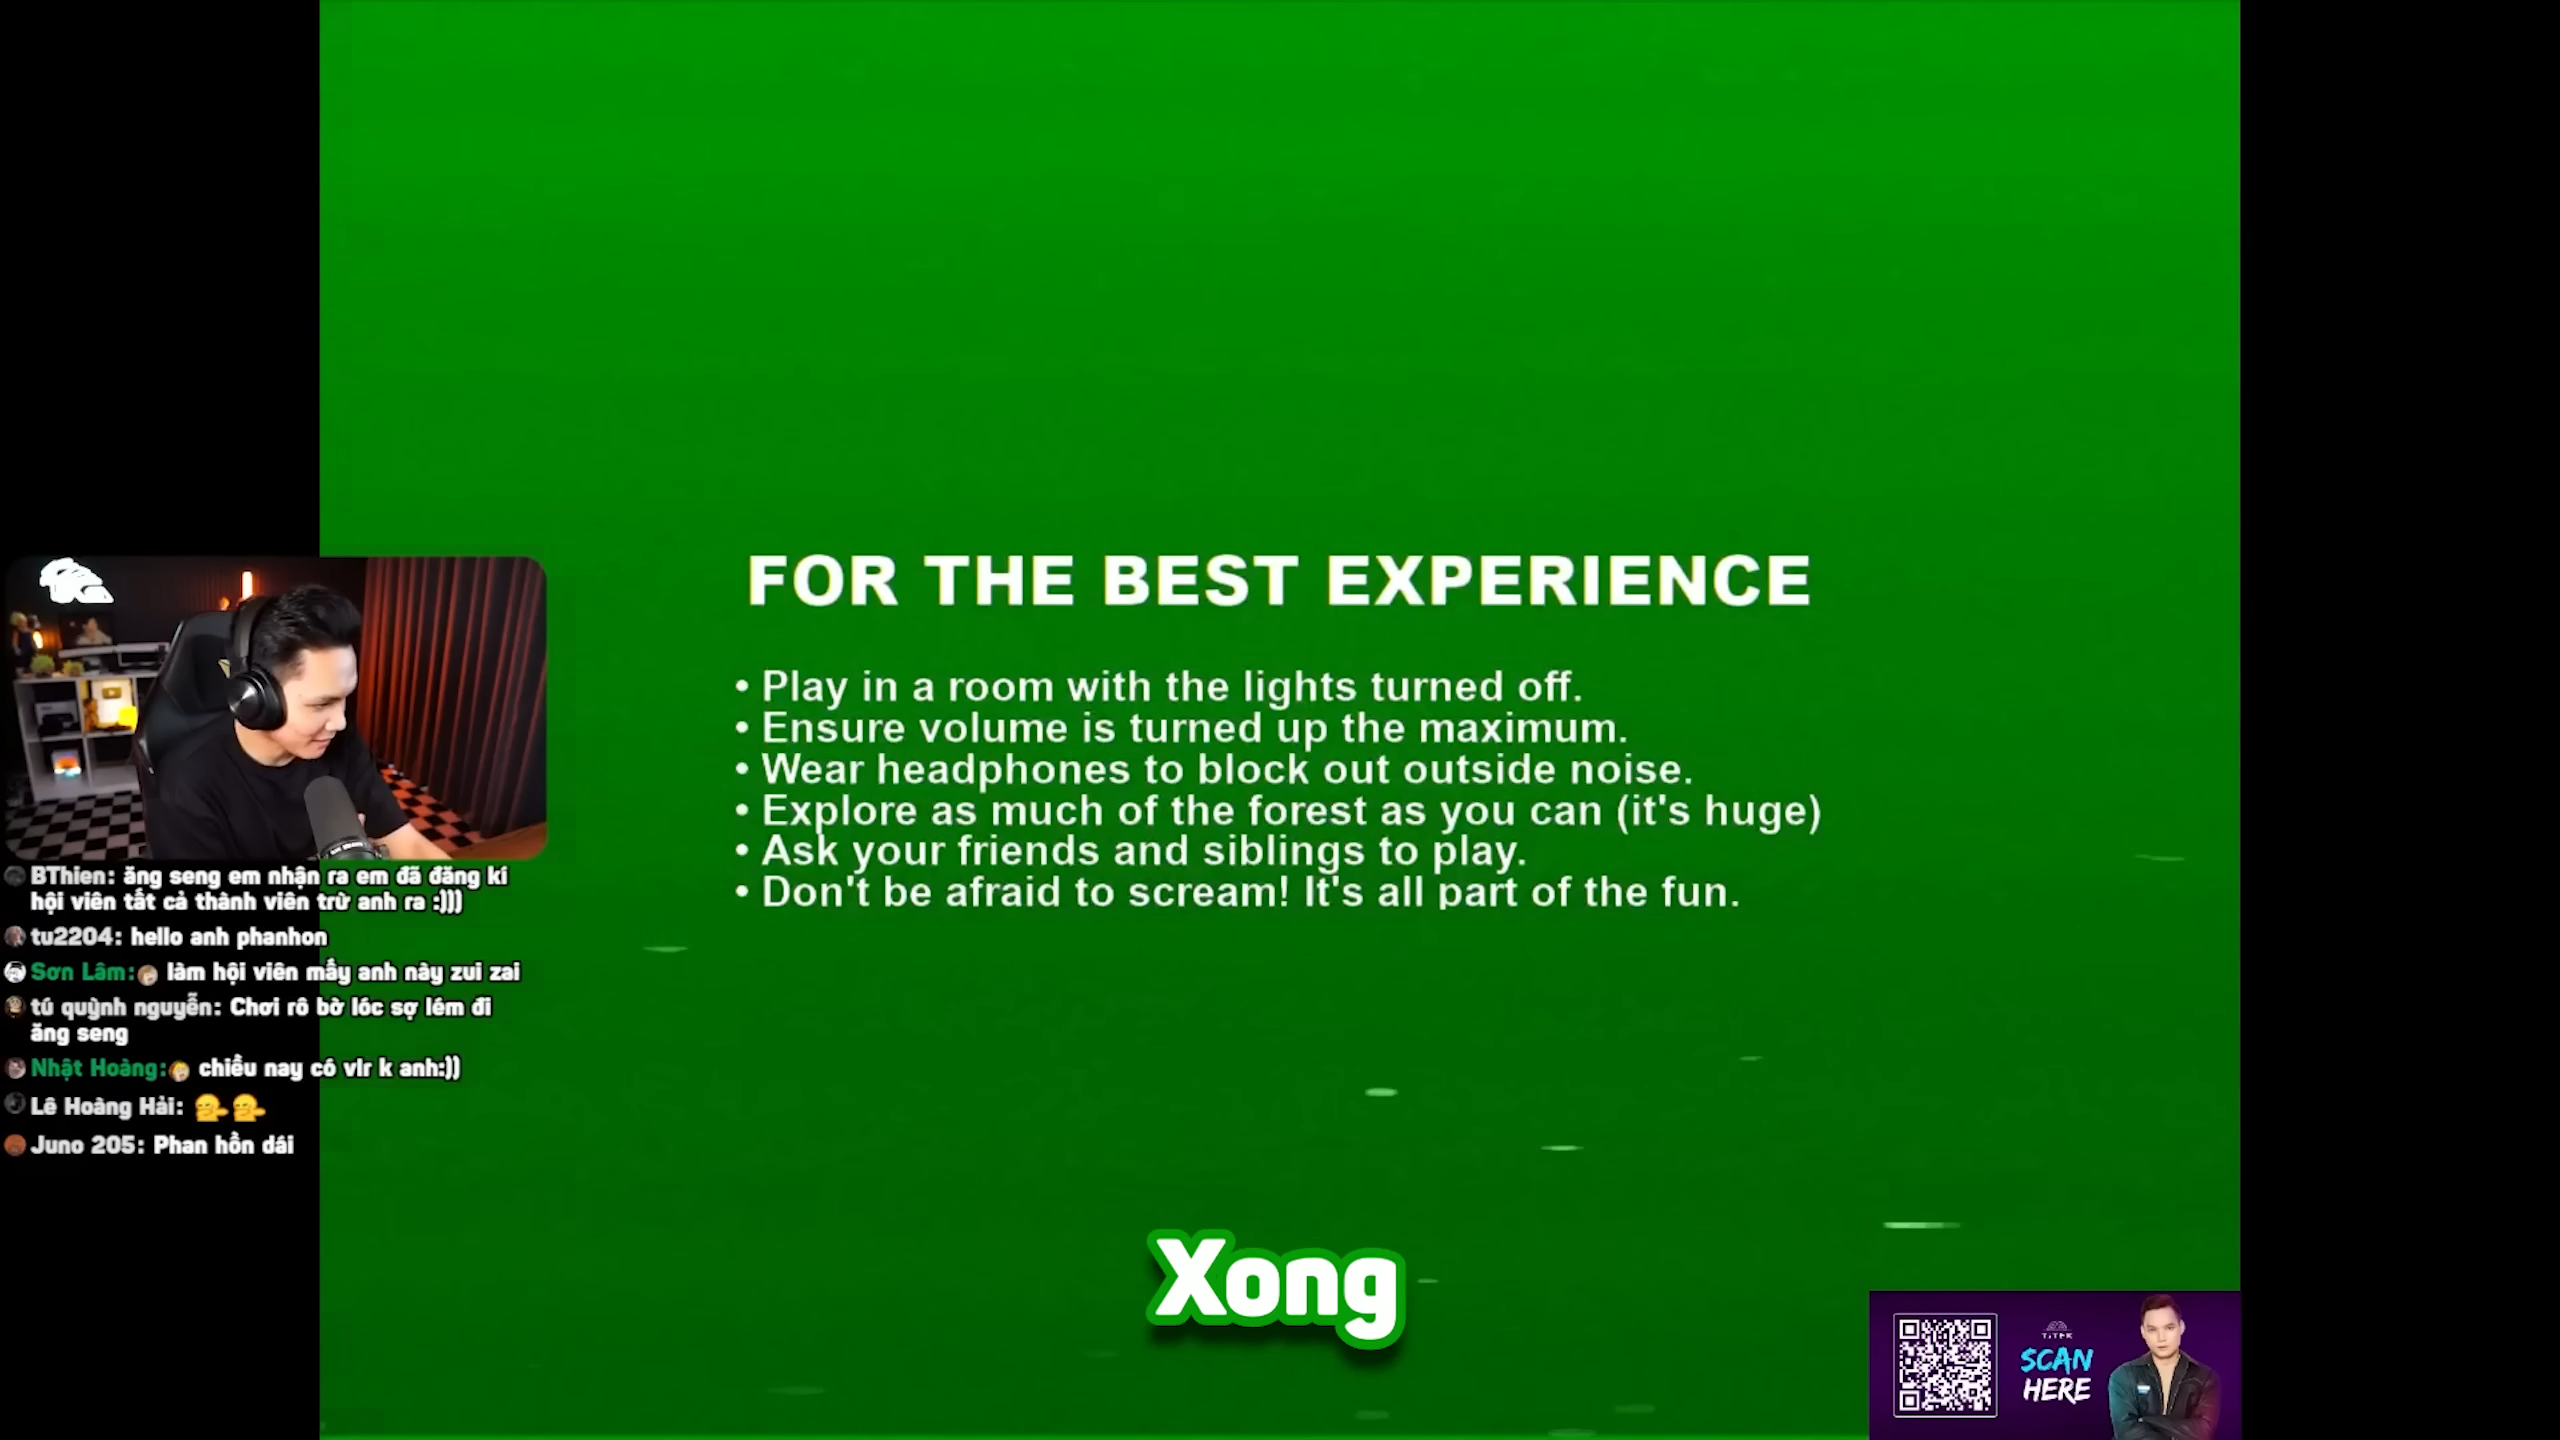 FOR THE BEST EXPERIENCE
• Play in a room with the lights turned off.
• Ensure volume is turned up the maximum.
• Wear headphones to block out outside noise.
• Explore as much of the forest as you can (it's huge)
• Ask your friends and siblings to play.
• Don't be afraid to scream! It's all part of the fun.
BThien: ăng seng em nhận ra em đã đăng kí
hội viên tất cả thành viên trừ anh ra :)))
tu2204: hello anh phanhon
Sơn Lâm: làm hội viên mấy anh này zui zai
tú quỳnh nguyễn: Chơi rô bờ lóc sợ lém đi
ăng seng
Nhật Hoàng: chiều nay có vlr k anh:))
Lê Hoàng Hải:
Juno 205: Phan hồn dái
Xong
SCAN
HERE